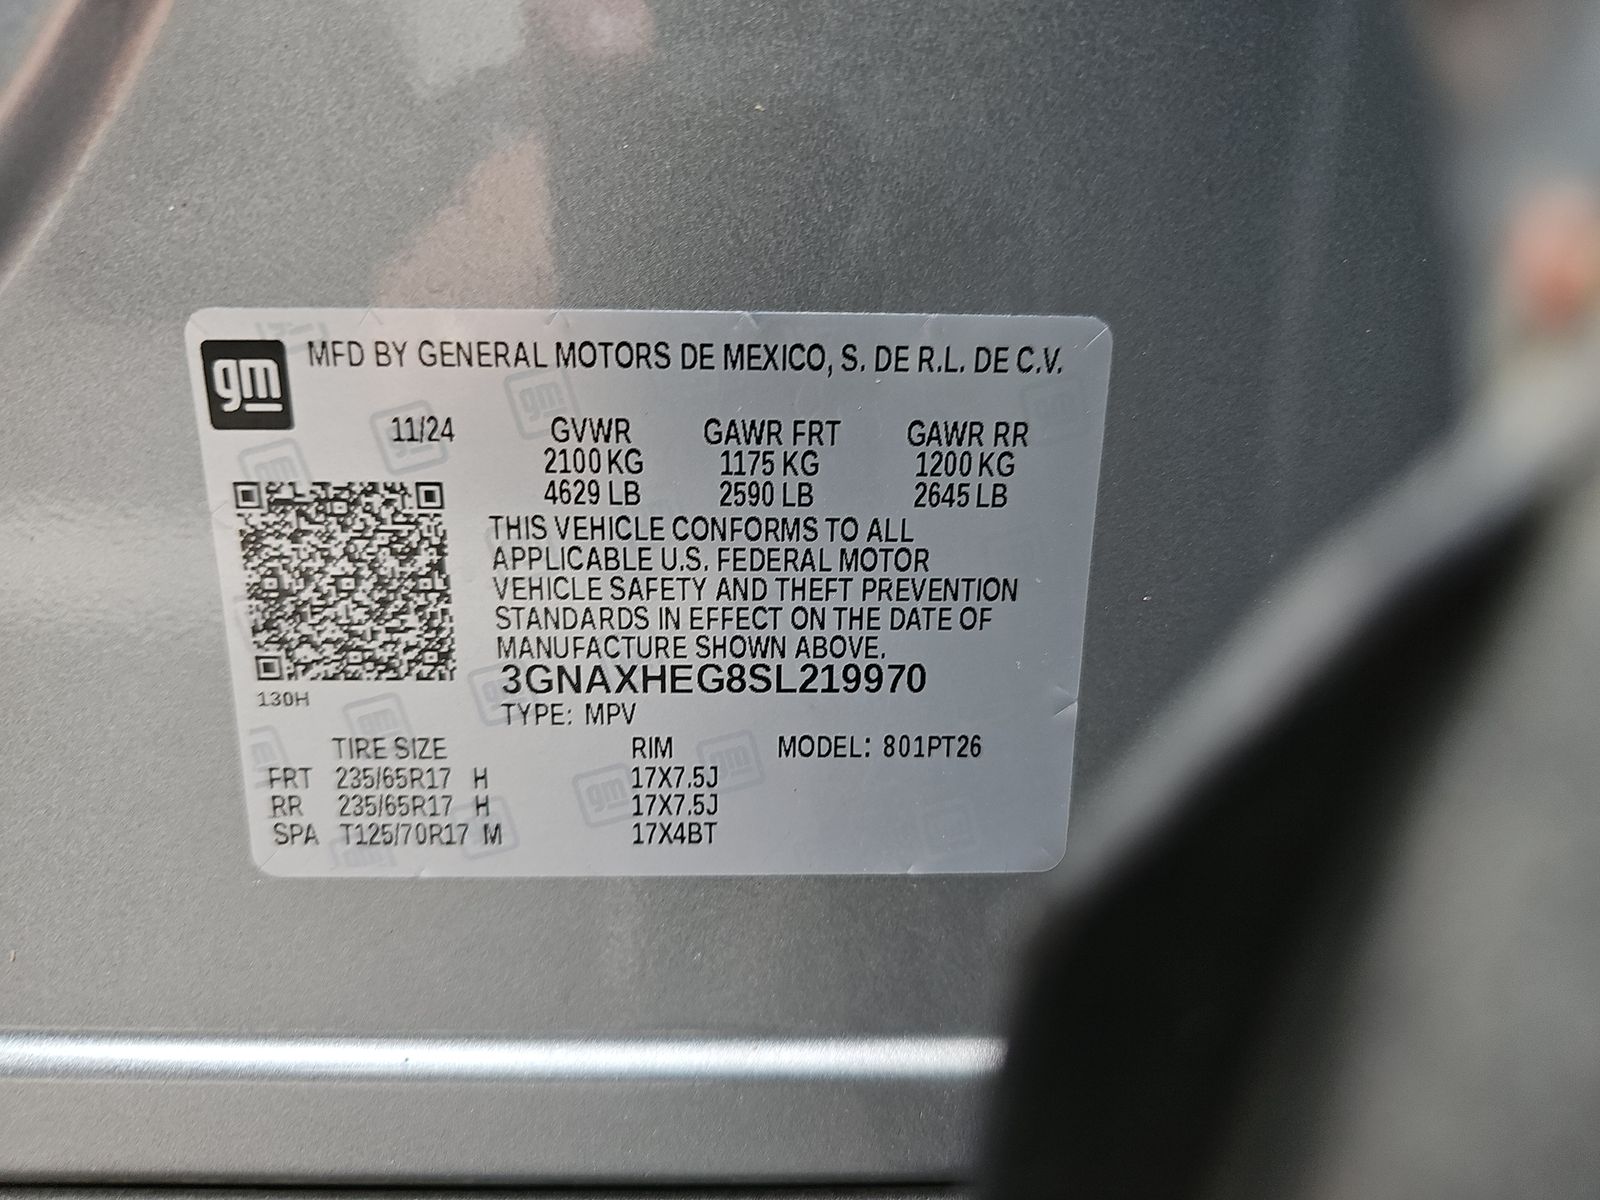 gm MFD BY GENERAL MOTORS DE MEXICO, S. DE R.L. DE C.V.
11/24 GVWR GAWR FRT GAWR RR
2100 KG 1175 KG 1200 KG
4629 LB 2590 LB 2645 LB
THIS VEHICLE CONFORMS TO ALL
APPLICABLE U.S. FEDERAL MOTOR
VEHICLE SAFETY AND THEFT PREVENTION
STANDARDS IN EFFECT ON THE DATE OF
MANUFACTURE SHOWN ABOVE.
3GNAXHEG8SL219970
130H
TYPE: MPV
TIRE SIZE RIM MODEL: 801PT26
FRT 235/65R17 H 17X7.5J
RR 235/65R17 H 17X7.5J
SPA T125/70R17 M 17X4BT